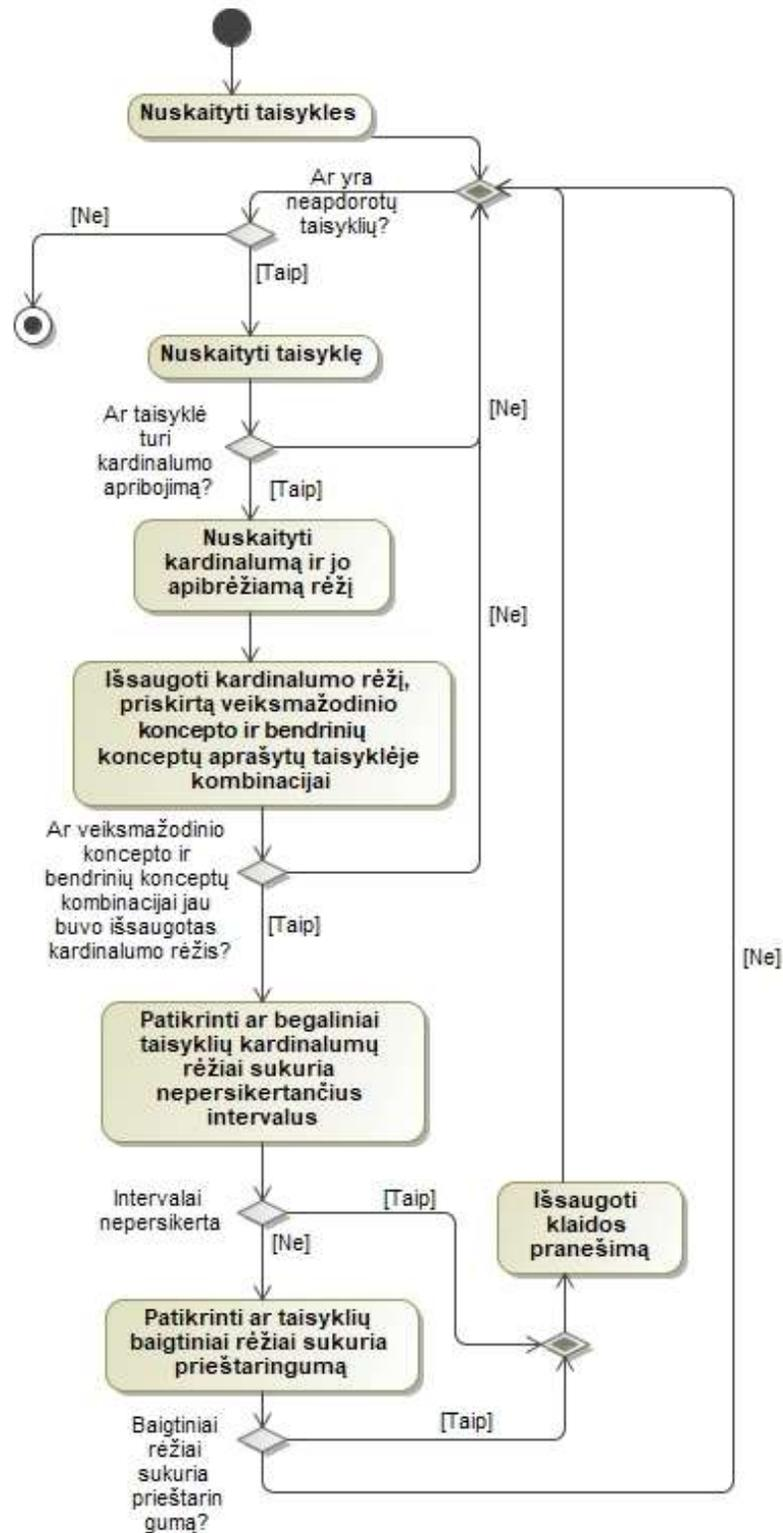 Nuskaityti taisykles
Ar yra
neapdorotų
taisyklių?
[Ne]
[Taip]
Nuskaityti taisyklę
[Ne]
Ar taisyklė
turi
kardinalumo
apribojimą?
[Taip]
Nuskaityti
kardinalumą ir jo
apibrėžiamą rėžį
[Ne]
Išsaugoti kardinalumo rėžį,
priskirtą veiksmažodinio
koncepto ir bendrinių
konceptų aprašytų taisyklėje
kombinacijai
Ar veiksmažodinio
koncepto ir
bendrinių konceptų
kombinacijai jau
buvo išsaugotas
kardinalumo rėžis?
[Taip]
[Ne]
Patikrinti ar begaliniai
taisyklių kardinalumų
rėžiai sukuria
nepersikertančius
intervalus
Intervalai
nepersikerta
[Taip]
[Ne]
Išsaugoti
klaidos
pranešimą
Patikrinti ar taisyklių
baigtiniai rėžiai sukuria
prieštaringumą
Baigtiniai
rėžiai
sukuria
prieštarin
gumą?
[Taip]